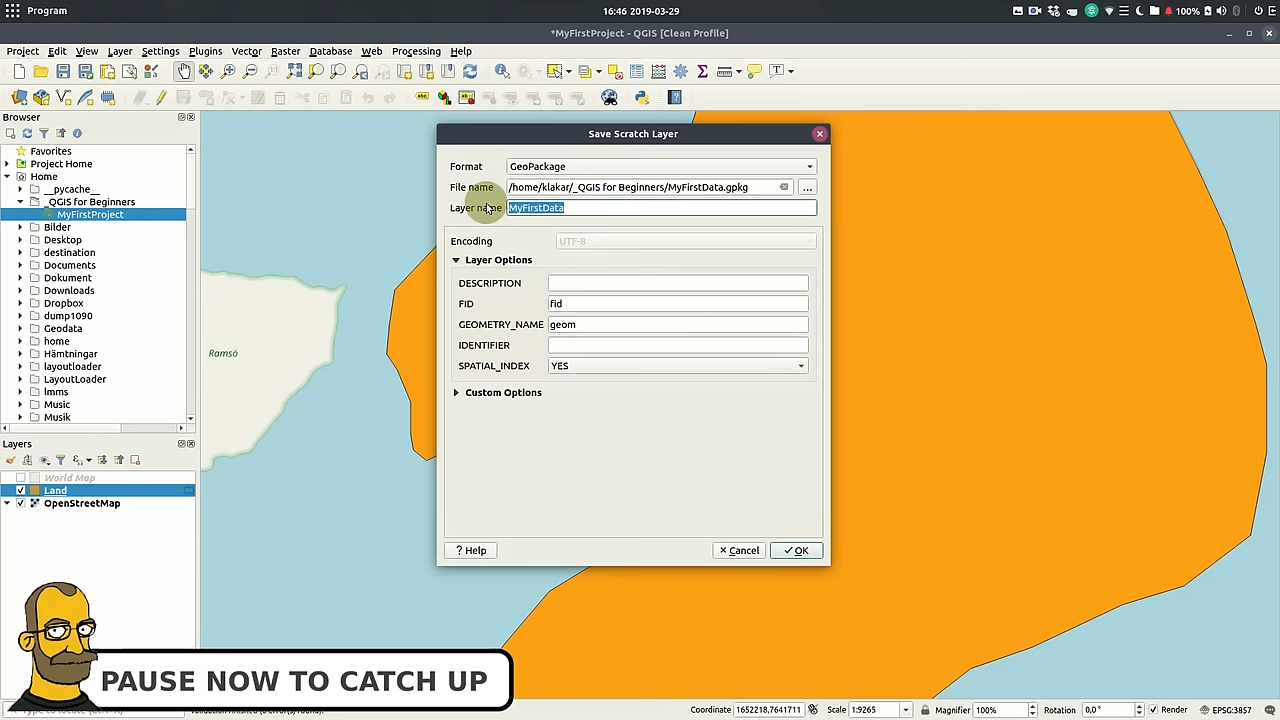 Program
16:46 2019-03-29
100%
*MyFirstProject - QGIS [Clean Profile]
Project Edit View Layer Settings Plugins Vector Raster Database Web Processing Help
Browser
Favorites
Project Home
Home
__pycache__
_QGIS for Beginners
MyFirstProject
Bilder
Desktop
destination
Documents
Dokument
Downloads
Dropbox
dump1090
Geodata
home
Hämtningar
layoutloader
LayoutLoader
lmms
Music
Musik
Layers
World Map
Land
OpenStreetMap
Ramsö
Save Scratch Layer
Format GeoPackage
File name /home/klakar/_QGIS for Beginners/MyFirstData.gpkg ...
Layer name MyFirstData
Encoding UTF-8
Layer Options
DESCRIPTION
FID fid
GEOMETRY_NAME geom
IDENTIFIER
SPATIAL_INDEX YES
Custom Options
? Help
Cancel
OK
PAUSE NOW TO CATCH UP
Coordinate 1652218,7641711 Scale 1:9265 Magnifier 100% Rotation 0,0° Render EPSG:3857